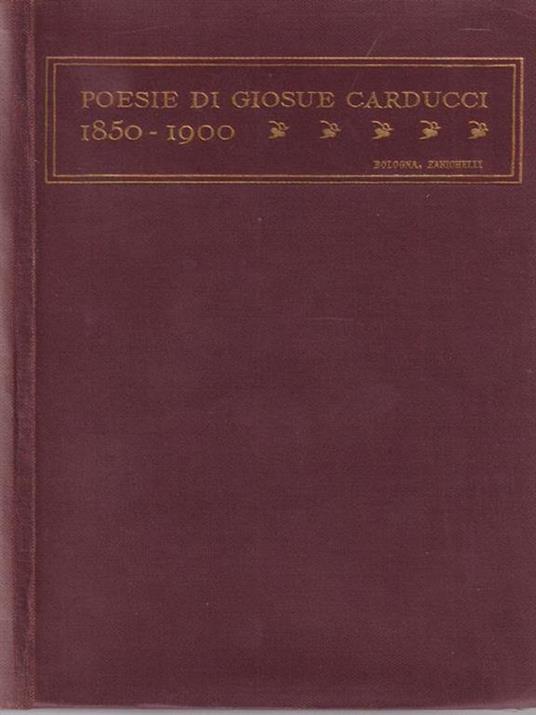 POESIE DI GIOSUE CARDUCCI
1850-1900
BOLOGNA, ZANICHELLI